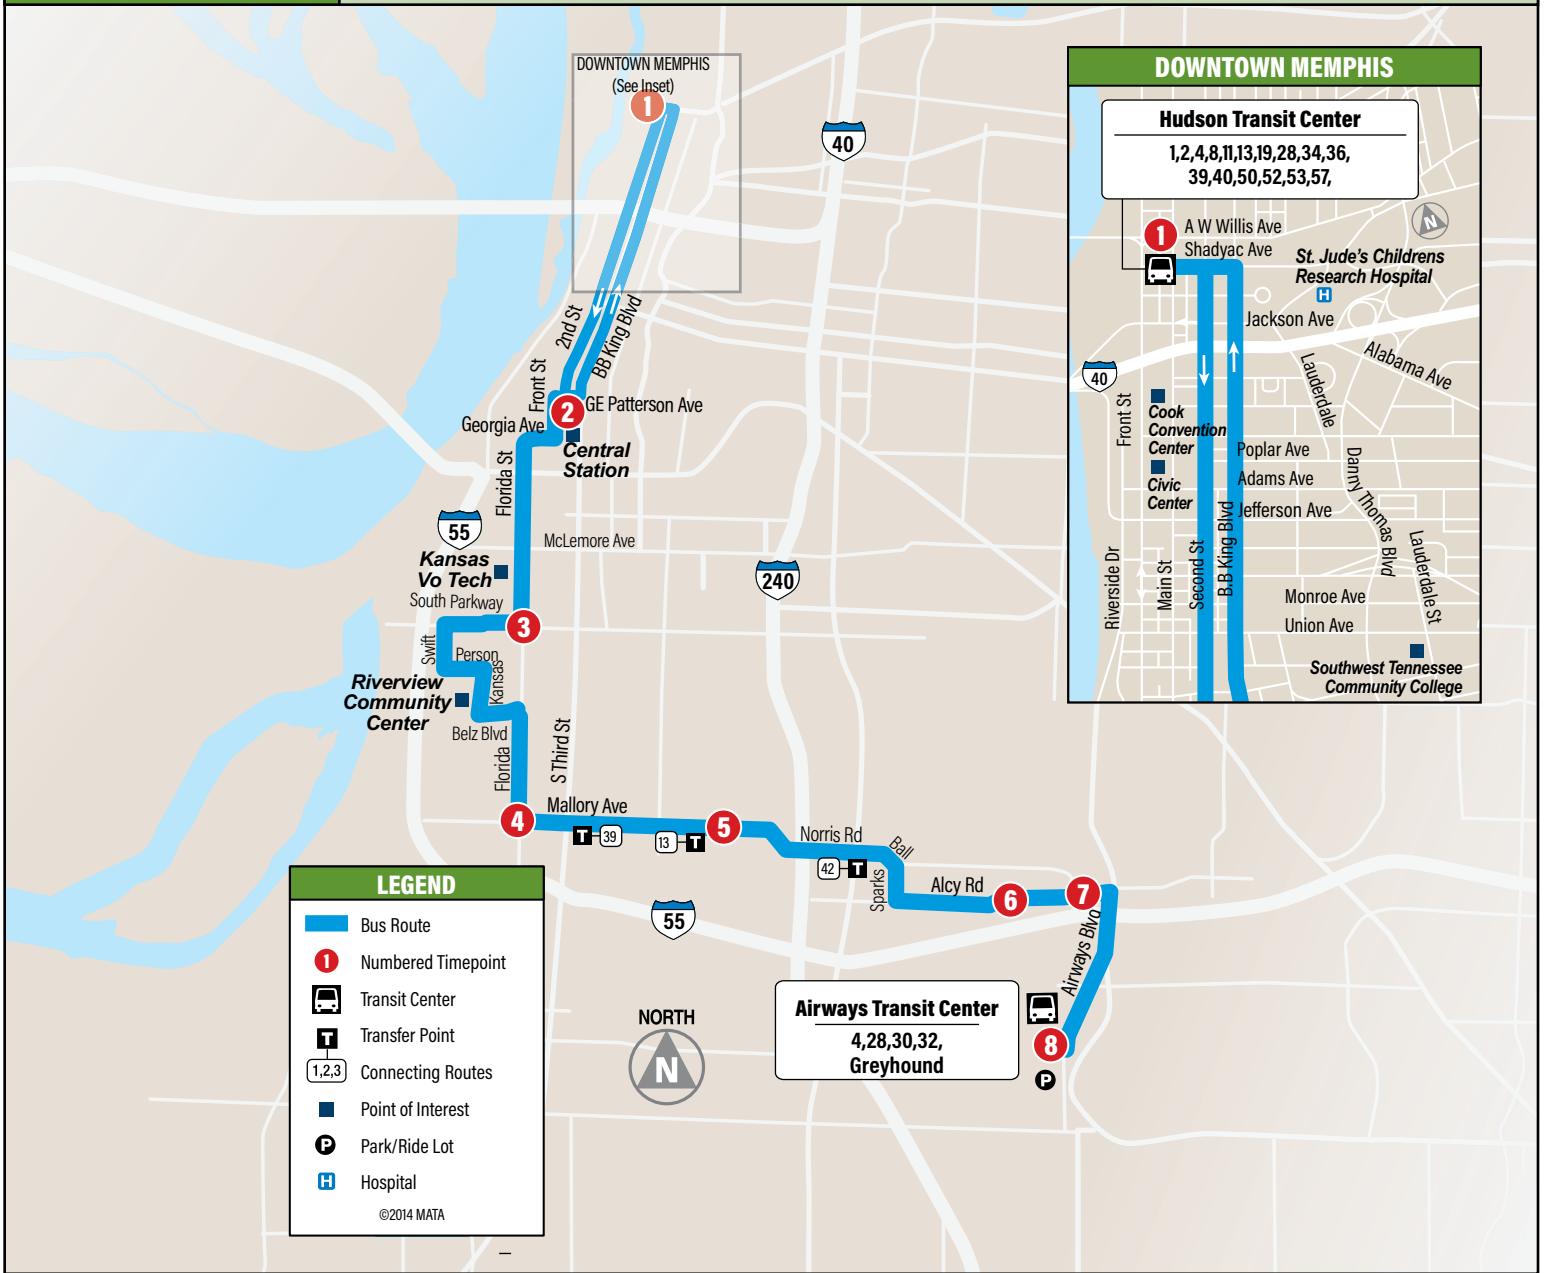 DOWNTOWN MEMPHIS
(See Inset)
1
40
2nd St
BB King Blvd
Front St
2
GE Patterson Ave
Georgia Ave
Central
Station
Florida St
55
McLemore Ave
Kansas
Vo Tech
240
South Parkway
3
Swift
Person
Kansas
Riverview
Community
Center
Belz Blvd
Florida
S Third St
4
Mallory Ave
T
39
13
T
5
Norris Rd
Ball
42
T
Sparks
Alcy Rd
6
7
55
Airways Blvd
Airways Transit Center
4,28,30,32,
Greyhound
8
P
NORTH
N
DOWNTOWN MEMPHIS
Hudson Transit Center
1,2,4,8,11,13,19,28,34,36,
39,40,50,52,53,57,
N
1
A W Willis Ave
Shadyac Ave
St. Jude's Childrens
Research Hospital
H
Jackson Ave
Alabama Ave
40
Lauderdale
Front St
Cook
Convention
Center
Poplar Ave
Civic
Center
Adams Ave
Jefferson Ave
Danny Thomas Blvd
Lauderdale St
Riverside Dr
Main St
Second St
B.B King Blvd
Monroe Ave
Union Ave
Southwest Tennessee
Community College
LEGEND
Bus Route
1
Numbered Timepoint
Transit Center
T
Transfer Point
1,2,3
Connecting Routes
Point of Interest
P
Park/Ride Lot
H
Hospital
©2014 MATA